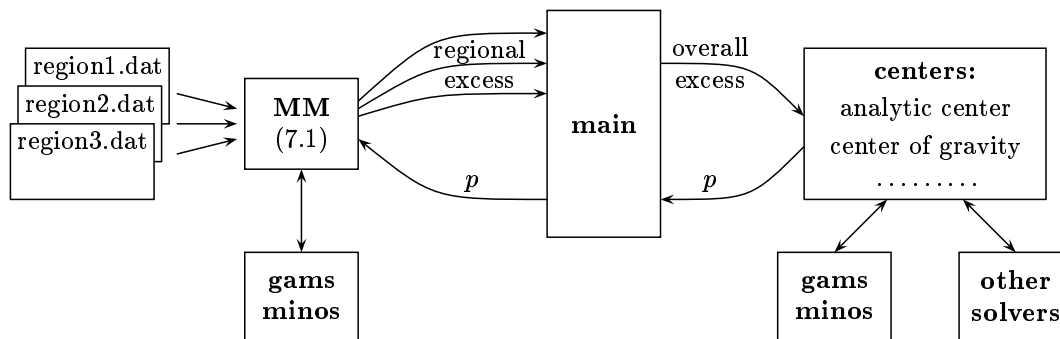 region1.dat
region2.dat
region3.dat
MM
(7.1)
gams
minos
regional
excess
p
main
overall
excess
p
centers:
analytic center
center of gravity
.........
gams
minos
other
solvers